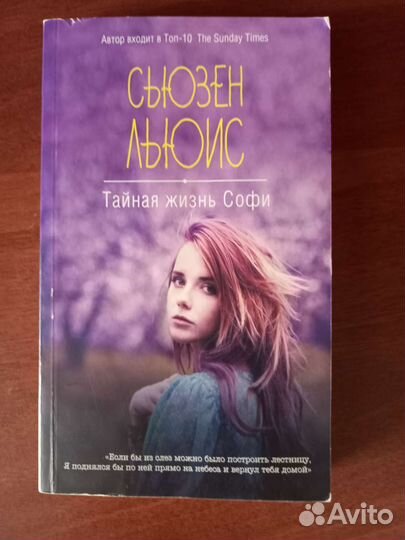 Автор входит в Топ-10 The Sunday Times
СЬЮЗЕН
ЛЬЮИС
Тайная жизнь Софи
«Если бы из слез можно было построить лестницу,
Я поднялся бы по ней прямо на небеса и вернул тебя домой»
Avito